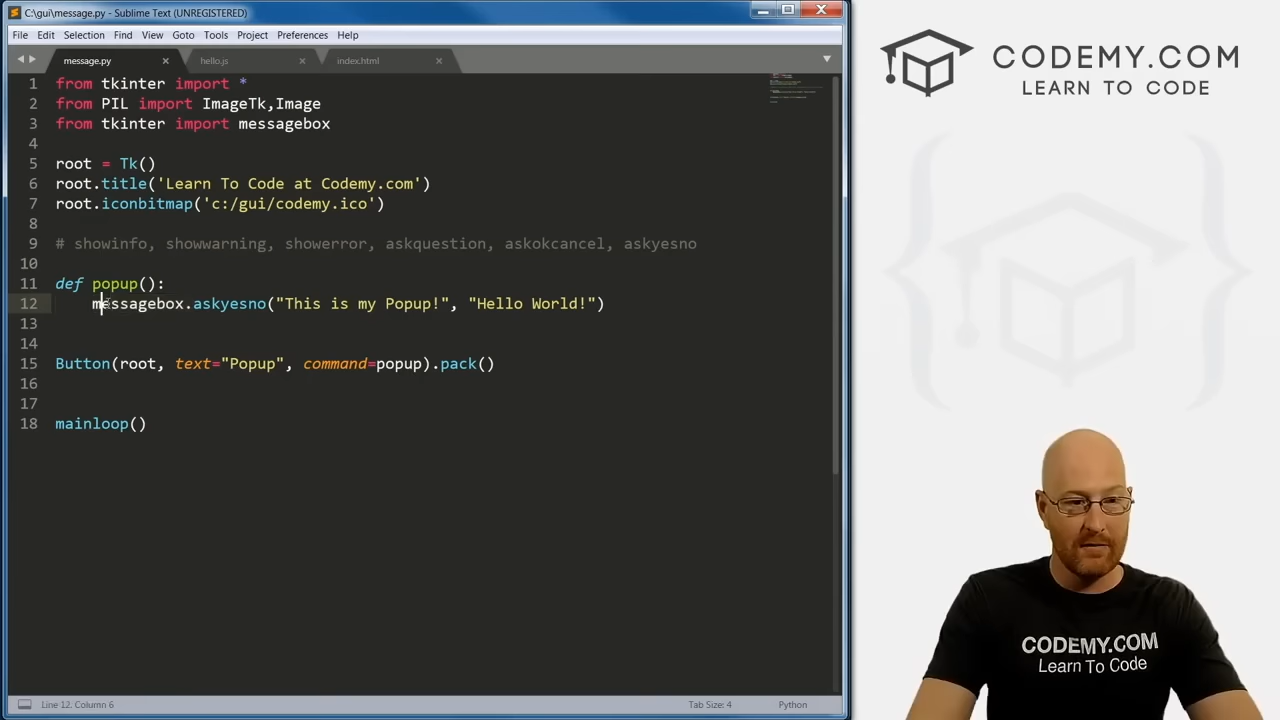 C:\gui\message.py - Sublime Text (UNREGISTERED)
File Edit Selection Find View Goto Tools Project Preferences Help
message.py hello.js index.html
1 from tkinter import *
2 from PIL import ImageTk,Image
3 from tkinter import messagebox
4
5 root = Tk()
6 root.title('Learn To Code at Codemy.com')
7 root.iconbitmap('c:/gui/codemy.ico')
8
9 # showinfo, showwarning, showerror, askquestion, askokcancel, askyesno
10
11 def popup():
12 messagebox.askyesno("This is my Popup!", "Hello World!")
13
14
15 Button(root, text="Popup", command=popup).pack()
16
17
18 mainloop()
Line 12, Column 6 Tab Size: 4 Python
CODEMY.COM
LEARN TO CODE
CODEMY.COM
Learn To Code